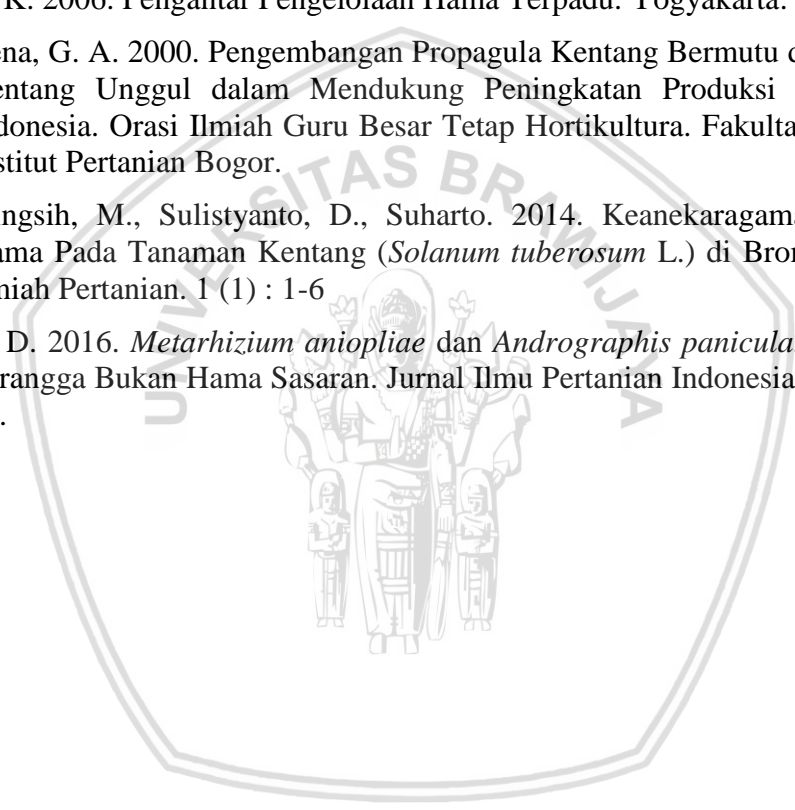 K. 2006. Pengantar Pengelolaan Hama Terpadu. Yogyakarta.
ena, G. A. 2000. Pengembangan Propagula Kentang Bermutu d
entang Unggul dalam Mendukung Peningkatan Produksi
donesia. Orasi Ilmiah Guru Besar Tetap Hortikultura. Fakulta
stitut Pertanian Bogor.
ngsih, M., Sulistyanto, D., Suharto. 2014. Keanekaragama
ama Pada Tanaman Kentang (Solanum tuberosum L.) di Bron
miah Pertanian. 1 (1) : 1-6
D. 2016. Metarhizium aniopliae dan Andrographis panicula
rangga Bukan Hama Sasaran. Jurnal Ilmu Pertanian Indonesia
.
UNIVERSITAS BRAWIJAYA